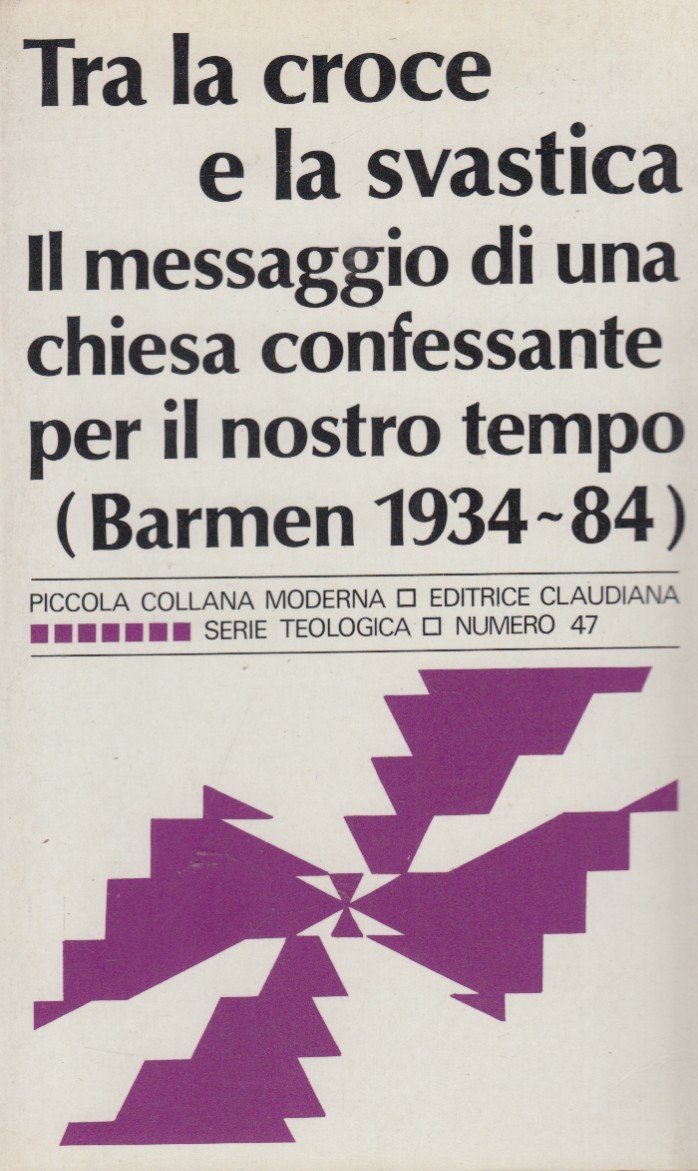 Tra la croce
e la svastica
Il messaggio di una
chiesa confessante
per il nostro tempo
(Barmen 1934~84)
PICCOLA COLLANA MODERNA □ EDITRICE CLAUDIANA
SERIE TEOLOGICA □ NUMERO 47